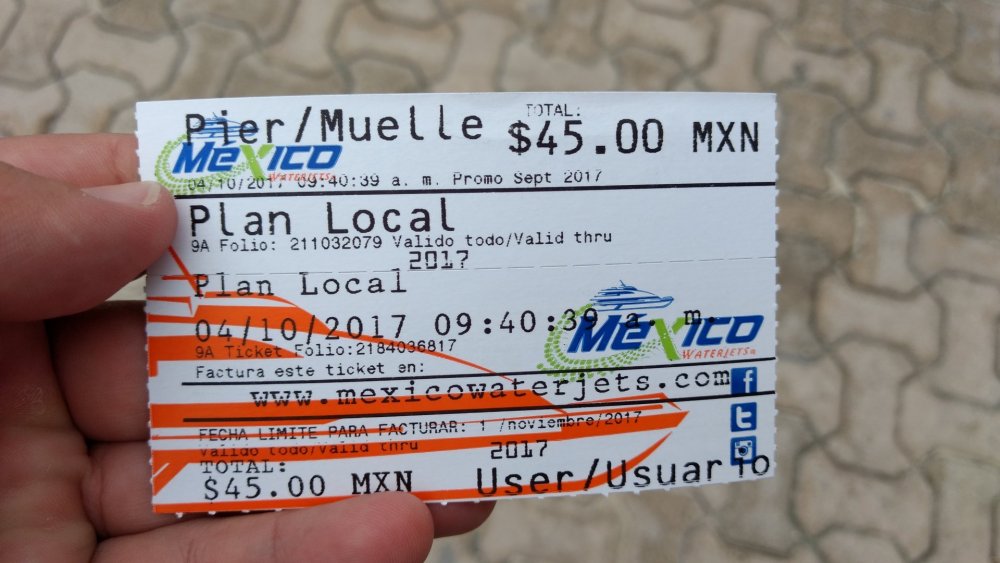 Pier/Muelle
TOTAL:
$45.00 MXN
MeXICO
WATERJETS
04/10/2017 09:40:39 a. m. Promo Sept 2017
Plan Local
9A Folio: 211032079 Valido todo/Valid thru
2017
Plan Local
04/10/2017 09:40:39 a. m.
MeXICO
WATERJETS®
9A Ticket Folio:2184036817
Factura este ticket en:
www.mexicowaterjets.com
FECHA LIMITE PARA FACTURAR: 1 /noviembre/2017
Valido todo/Valid thru 2017
TOTAL:
$45.00 MXN User/Usuario